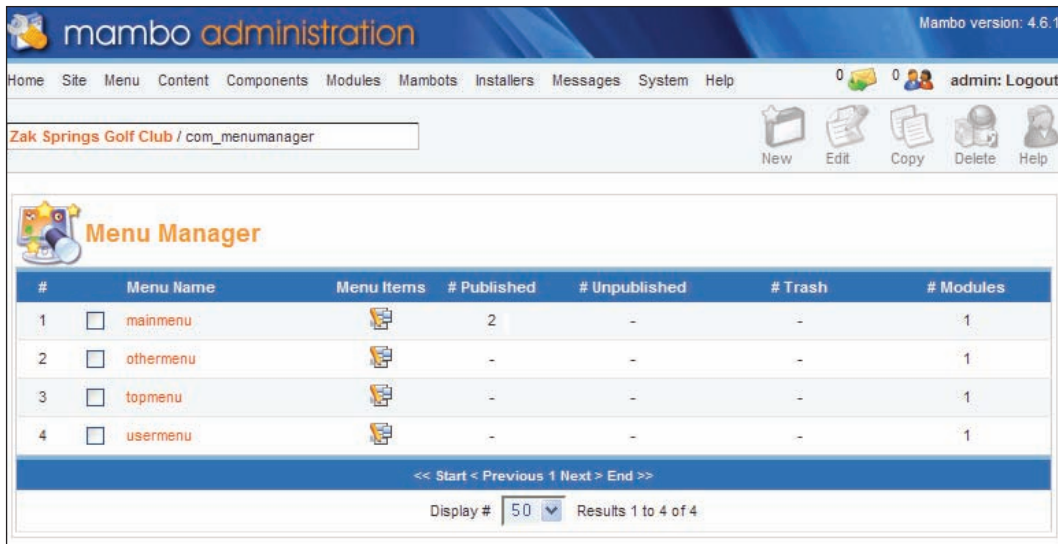 mambo administration
Mambo version: 4.6.1
Home Site Menu Content Components Modules Mambots Installers Messages System Help 0 0 admin: Logout
Zak Springs Golf Club / com_menumanager
New Edit Copy Delete Help
Menu Manager
# Menu Name Menu Items # Published # Unpublished # Trash # Modules
1 mainmenu 2 - - 1
2 othermenu - - - 1
3 topmenu - - - 1
4 usermenu - - - 1
<< Start < Previous 1 Next > End >>
Display # 50 Results 1 to 4 of 4